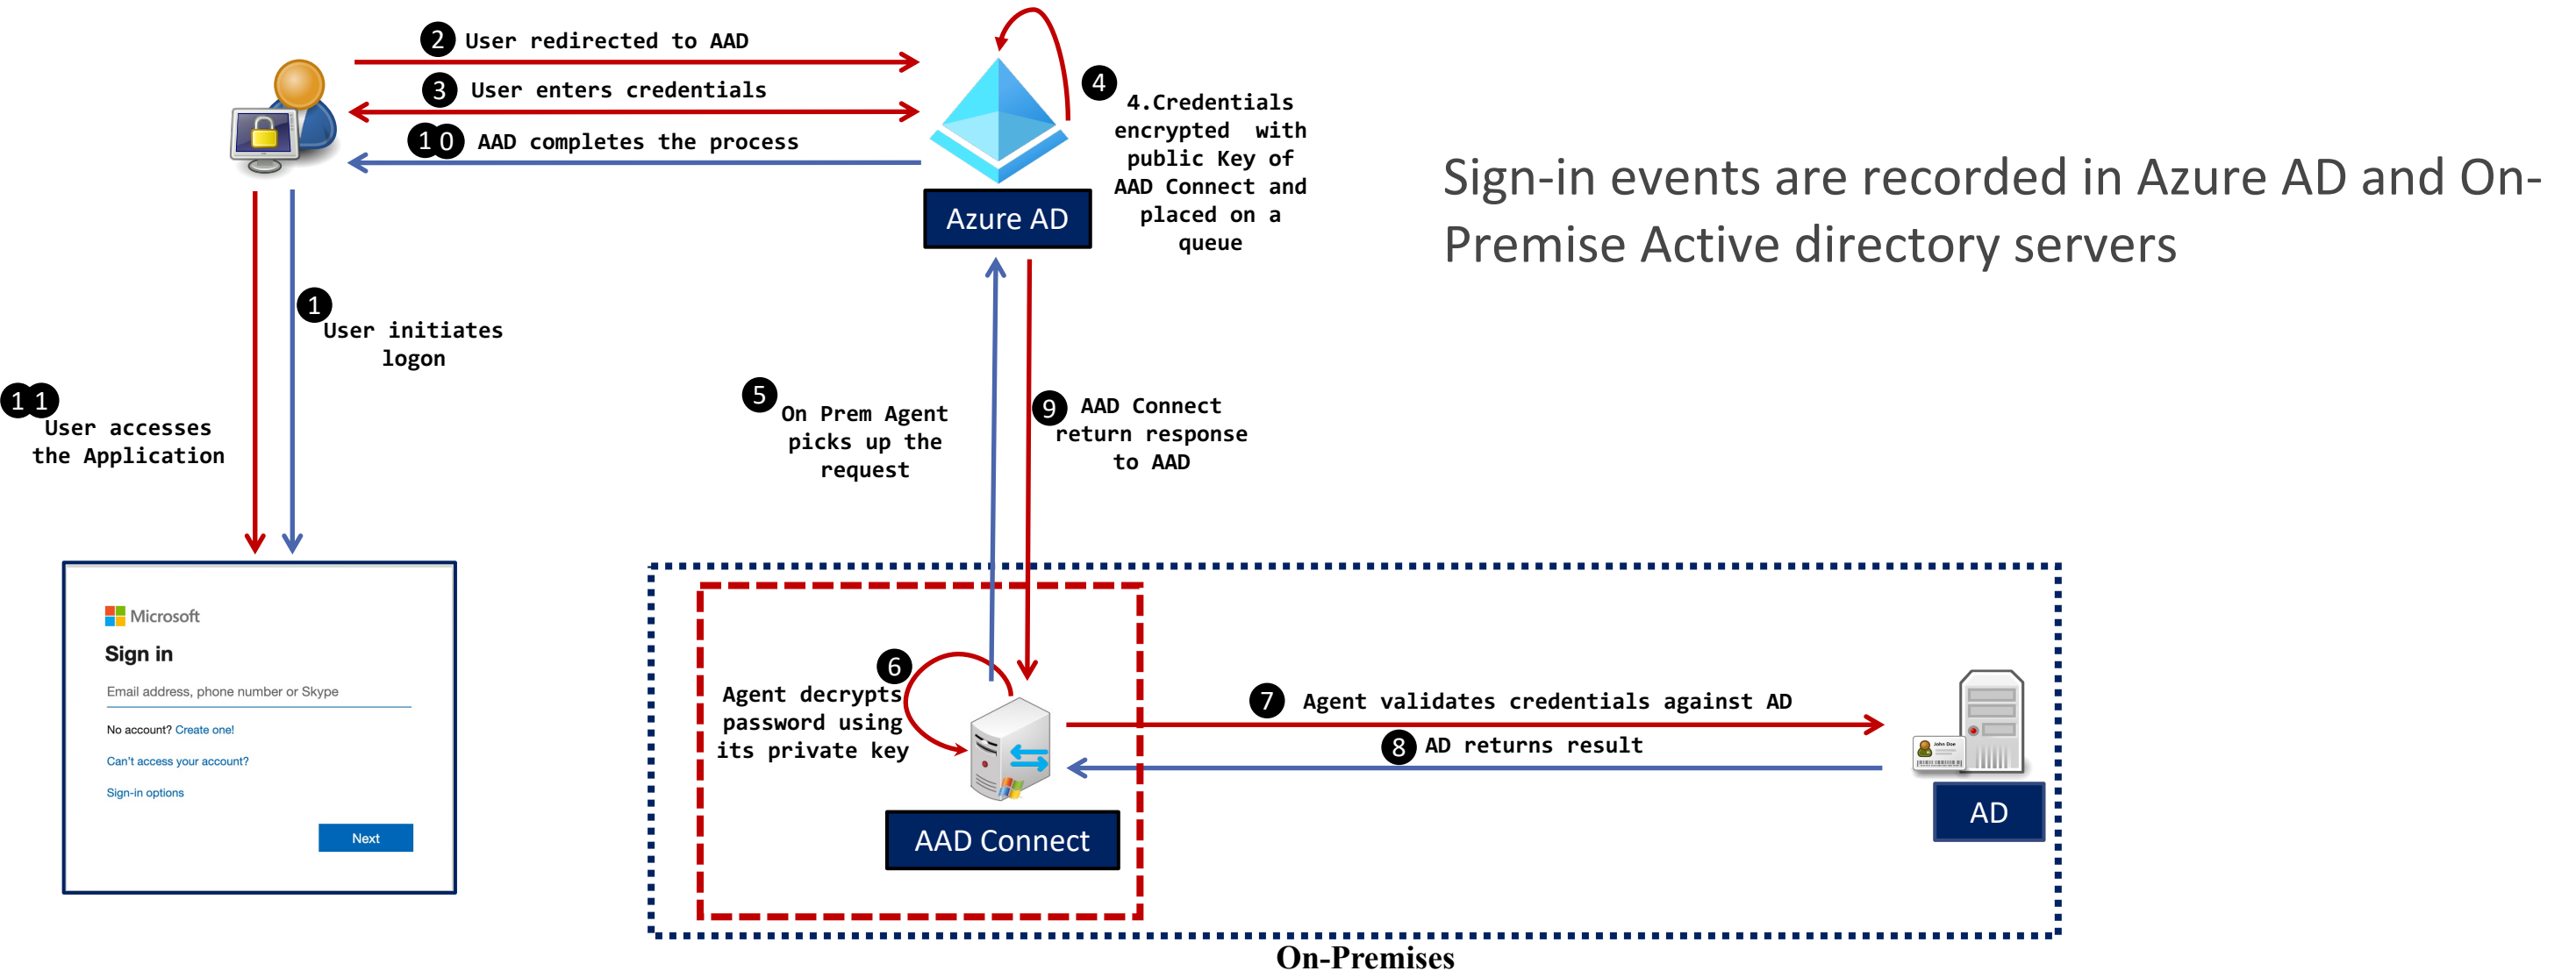 2 User redirected to AAD
3 User enters credentials
10 AAD completes the process
4
4.Credentials
encrypted with
public Key of
AAD Connect and
placed on a
queue
Azure AD
Sign-in events are recorded in Azure AD and On-
Premise Active directory servers
1
User initiates
logon
11
User accesses
the Application
5
On Prem Agent
picks up the
request
9 AAD Connect
return response
to AAD
Microsoft
Sign in
Email address, phone number or Skype
No account? Create one!
Can't access your account?
Sign-in options
Next
6
Agent decrypts
password using
its private key
7 Agent validates credentials against AD
8 AD returns result
John Doe
AAD Connect
AD
On-Premises